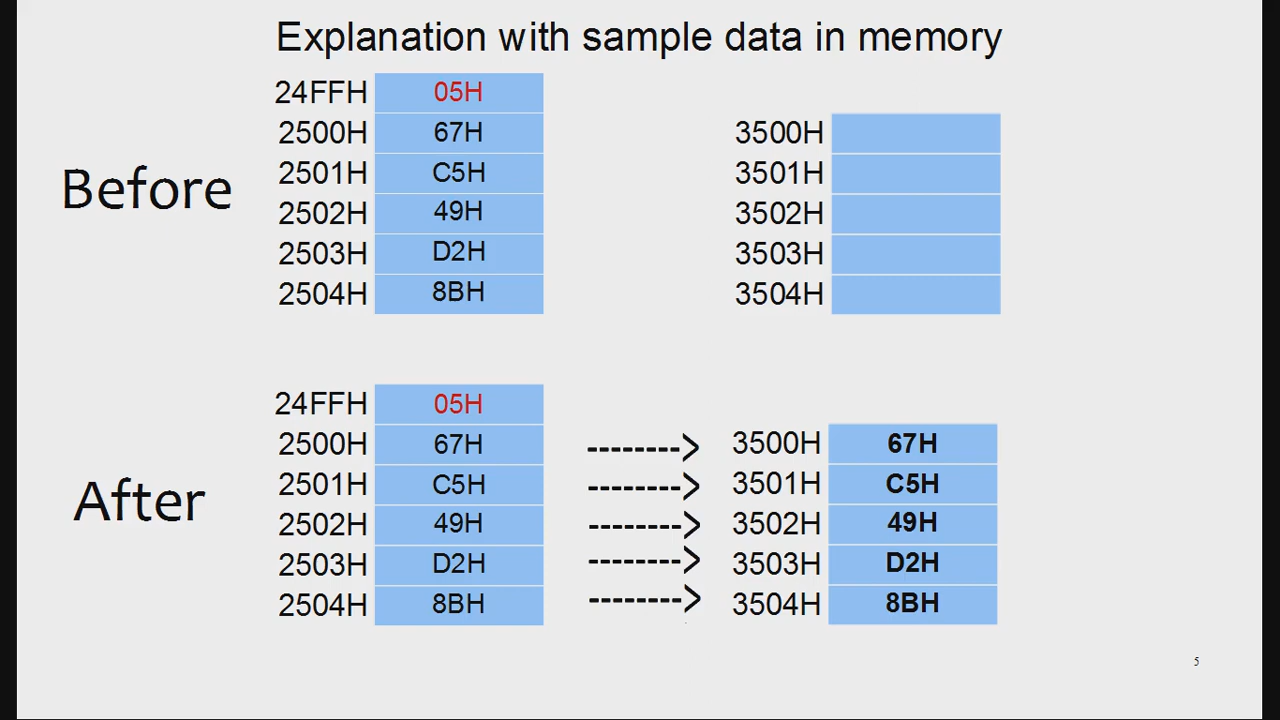 Explanation with sample data in memory
Before
24FFH 05H
2500H 67H 3500H
2501H C5H 3501H
2502H 49H 3502H
2503H D2H 3503H
2504H 8BH 3504H
After
24FFH 05H
2500H 67H -------> 3500H 67H
2501H C5H -------> 3501H C5H
2502H 49H -------> 3502H 49H
2503H D2H -------> 3503H D2H
2504H 8BH -------> 3504H 8BH
5